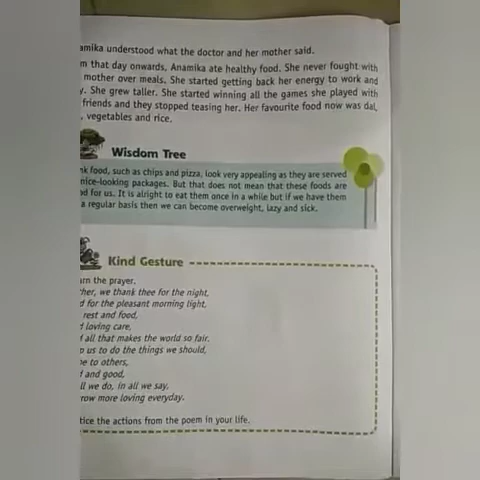 amika understood what the doctor and her mother said.
m that day onwards, Anamika ate healthy food. She never fought with
mother over meals. She started getting back her energy to work and
y. She grew taller. She started winning all the games she played with
friends and they stopped teasing her. Her favourite food now was dal,
, vegetables and rice.
Wisdom Tree
nk food, such as chips and pizza, look very appealing as they are served
nice-looking packages. But that does not mean that these foods are
d for us. It is alright to eat them once in a while but if we have them
a regular basis then we can become overweight, lazy and sick.
Kind Gesture
arn the prayer.
her, we thank thee for the night,
d for the pleasant morning light,
rest and food,
d loving care,
f all that makes the world so fair.
p us to do the things we should,
be to others,
f and good,
ll we do, in all we say,
row more loving everyday.
tice the actions from the poem in your life.